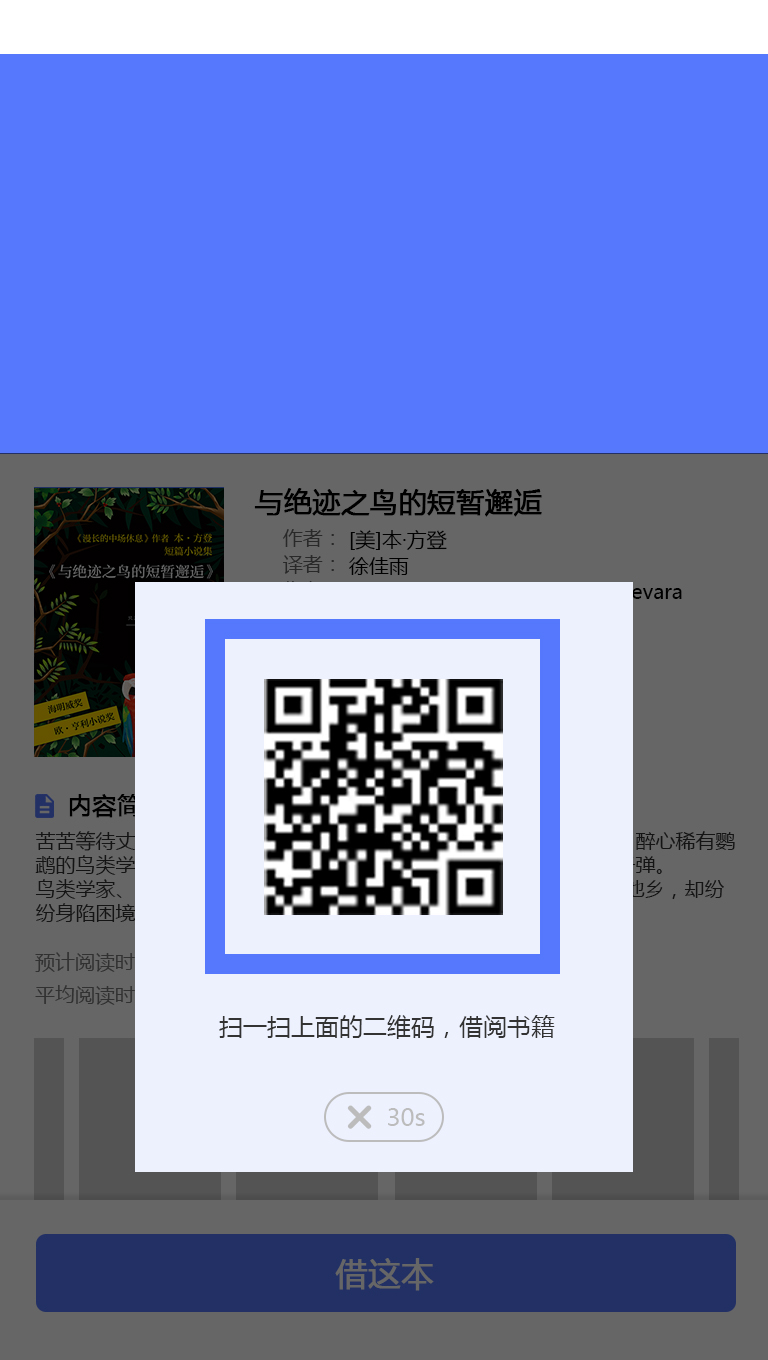 与绝迹之鸟的短暂邂逅
作者： [美]本·方登
译者： 徐佳雨
evara
《漫长的中场休息》作者 本·方登
短篇小说集
《与绝迹之鸟的短暂邂逅》
海明威奖
欧·亨利小说奖
内容简
苦苦等待丈 醉心稀有鹦
鹉的鸟类学 弹。
鸟类学家、 他乡，却纷
纷身陷困境
预计阅读时
平均阅读时
扫一扫上面的二维码，借阅书籍
30s
借这本